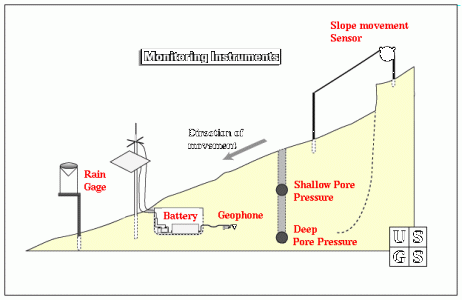 Slope movement
Sensor
Monitoring Instruments
Direction of
movement
Rain
Gage
Shallow Pore
Pressure
Battery
Geophone
Deep
Pore Pressure
U S
G S